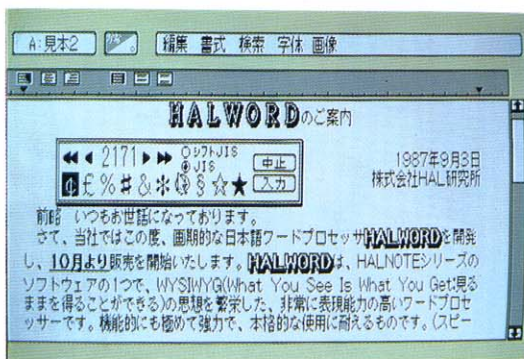 A:見本2 編集 書式 検索 字体 画像
HALWORDのご案内
◀◀ ◀ 2171 ▶ ▶▶ ○シフトJIS ◉JIS 中止
¢ £ % # & * @ § ☆ ★ 入力
1987年9月3日
株式会社HAL研究所
前略 いつもお世話になっております。
さて、当社ではこの度、画期的な日本語ワードプロセッサHALWORDを開発
し、10月より販売を開始いたします。HALWORDは、HALNOTEシリーズの
ソフトウェアの1つで、WYSIWYG(What You See Is What You Get:見る
ままを得ることができる)の思想を繁栄した、非常に表現能力の高いワードプロセ
ッサーです。機能的にも極めて強力で、本格的な使用に耐えるものです。(スピー